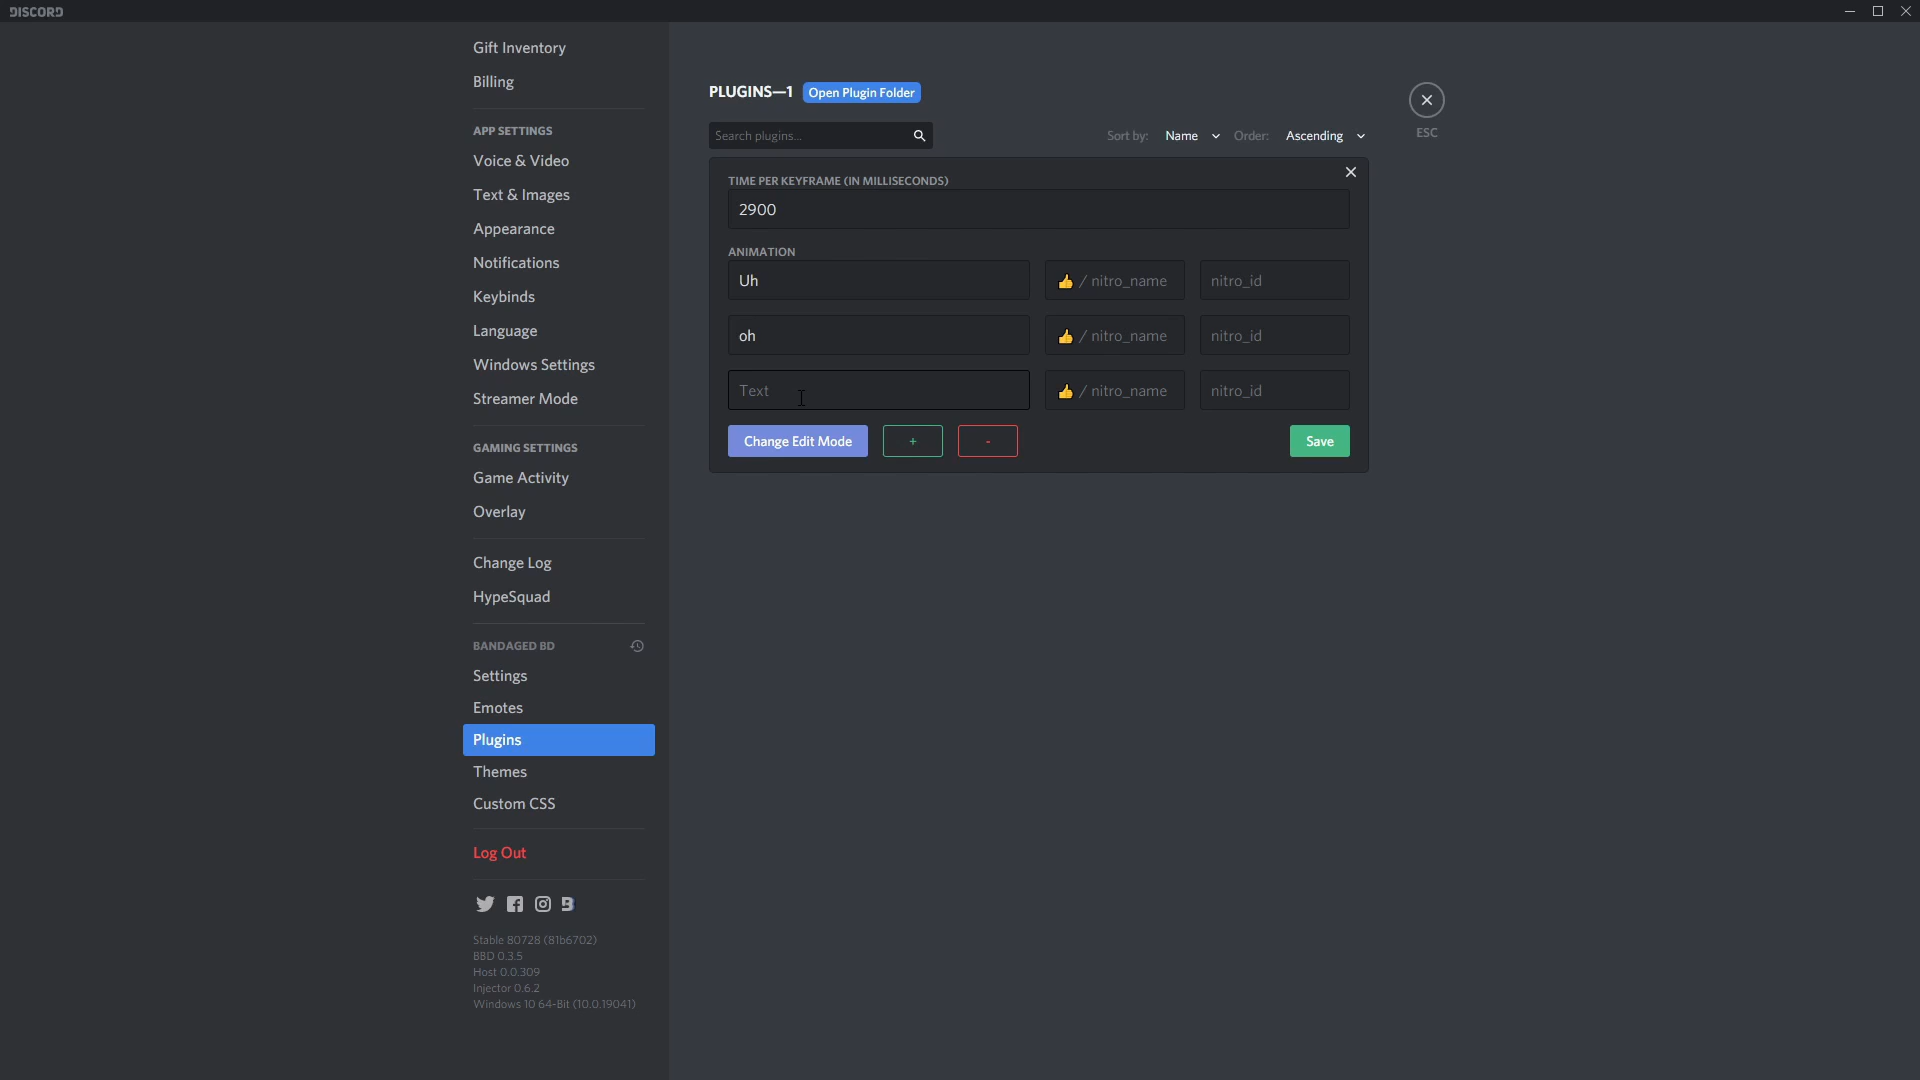 DISCORD
Gift Inventory
Billing
APP SETTINGS
Voice & Video
Text & Images
Appearance
Notifications
Keybinds
Language
Windows Settings
Streamer Mode
GAMING SETTINGS
Game Activity
Overlay
Change Log
HypeSquad
BANDAGED BD
Settings
Emotes
Plugins
Themes
Custom CSS
Log Out
Stable 80728 (81b6702)
BBD 0.3.5
Host 0.0.309
Injector 0.6.2
Windows 10 64-Bit (10.0.19041)
PLUGINS—1 Open Plugin Folder
Search plugins... Sort by: Name Order: Ascending
ESC
TIME PER KEYFRAME (IN MILLISECONDS)
2900
ANIMATION
Uh 👍 / nitro_name nitro_id
oh 👍 / nitro_name nitro_id
Text 👍 / nitro_name nitro_id
Change Edit Mode + - Save